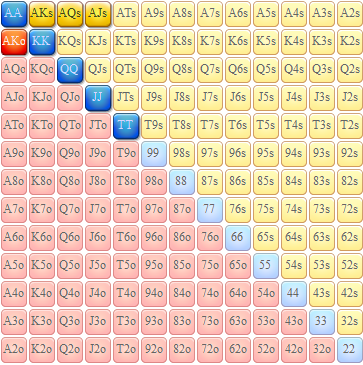 AA AKs AQs AJs ATs A9s A8s A7s A6s A5s A4s A3s A2s
AKo KK KQs KJs KTs K9s K8s K7s K6s K5s K4s K3s K2s
AQo KQo QQ QJs QTs Q9s Q8s Q7s Q6s Q5s Q4s Q3s Q2s
AJo KJo QJo JJ JTs J9s J8s J7s J6s J5s J4s J3s J2s
ATo KTo QTo JTo TT T9s T8s T7s T6s T5s T4s T3s T2s
A9o K9o Q9o J9o T9o 99 98s 97s 96s 95s 94s 93s 92s
A8o K8o Q8o J8o T8o 98o 88 87s 86s 85s 84s 83s 82s
A7o K7o Q7o J7o T7o 97o 87o 77 76s 75s 74s 73s 72s
A6o K6o Q6o J6o T6o 96o 86o 76o 66 65s 64s 63s 62s
A5o K5o Q5o J5o T5o 95o 85o 75o 65o 55 54s 53s 52s
A4o K4o Q4o J4o T4o 94o 84o 74o 64o 54o 44 43s 42s
A3o K3o Q3o J3o T3o 93o 83o 73o 63o 53o 43o 33 32s
A2o K2o Q2o J2o T2o 92o 82o 72o 62o 52o 42o 32o 22